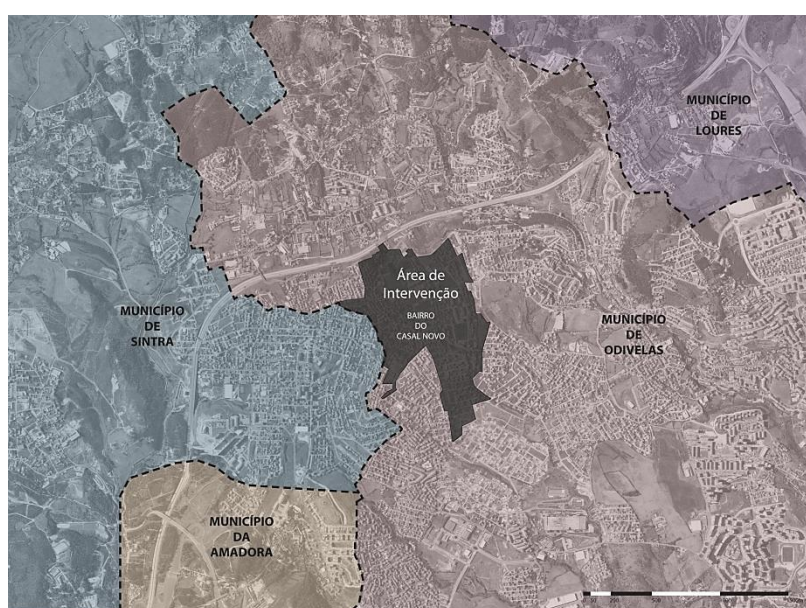 MUNICÍPIO
DE
LOURES
Área de
Intervenção
BAIRRO
DO
CASAL NOVO
MUNICÍPIO
DE
SINTRA
MUNICÍPIO
DE
ODIVELAS
MUNICÍPIO
DA
AMADORA